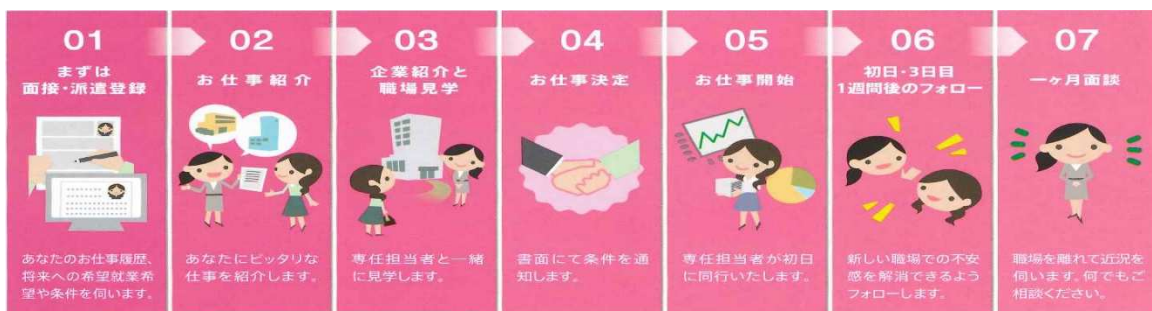 01
まずは
面接・派遣登録
あなたのお仕事履歴、
将来への希望就業希
望や条件を伺います。
02
お仕事紹介
あなたにピッタリな
仕事を紹介します。
03
企業紹介と
職場見学
専任担当者と一緒
に見学します。
04
お仕事決定
書面にて条件を通
知します。
05
お仕事開始
専任担当者が初日
に同行いたします。
06
初日・3日目
1週間後のフォロー
新しい職場での不安
感を解消できるよう
フォローします。
07
一ヶ月面談
職場を離れて近況を
伺います。何でもご
相談ください。